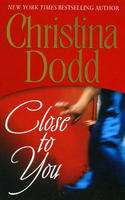 NEW YORK TIMES BESTSELLING AUTHOR
Christina
Dodd
Close to
You